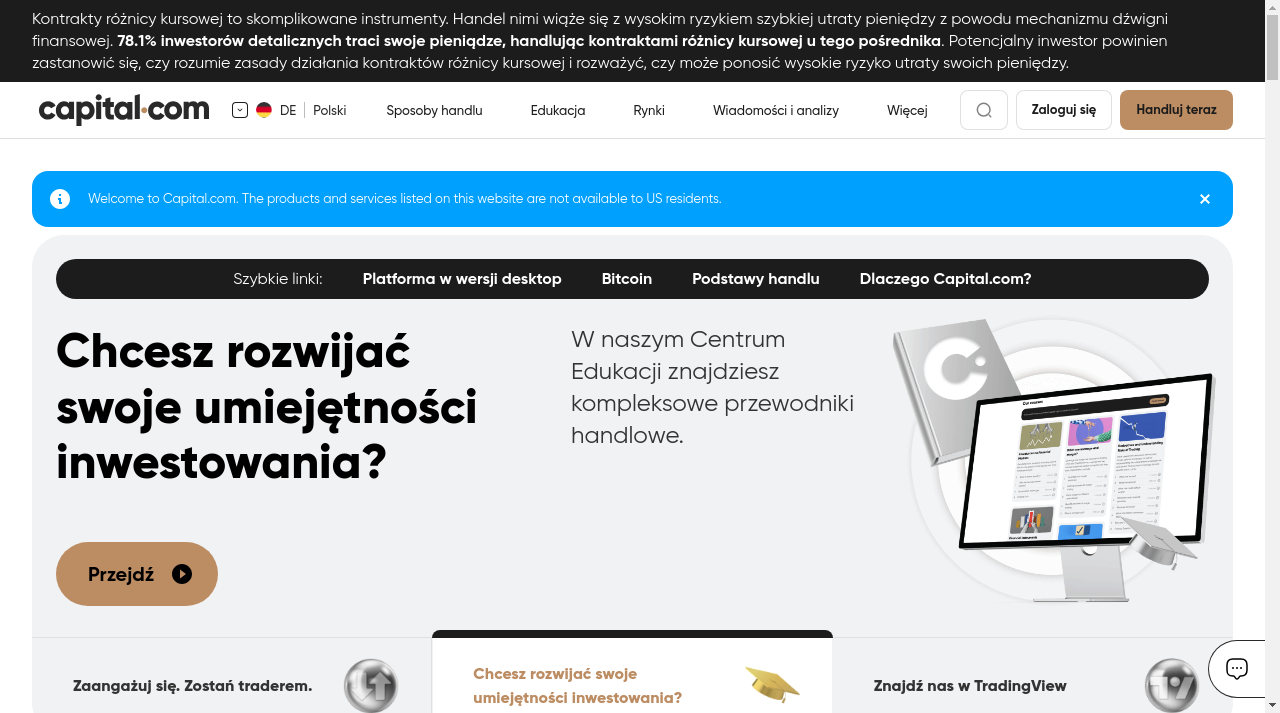 Kontrakty różnicy kursowej to skomplikowane instrumenty. Handel nimi wiąże się z wysokim ryzykiem szybkiej utraty pieniędzy z powodu mechanizmu dźwigni
finansowej. 78.1% inwestorów detalicznych traci swoje pieniądze, handlując kontraktami różnicy kursowej u tego pośrednika. Potencjalny inwestor powinien
zastanowić się, czy rozumie zasady działania kontraktów różnicy kursowej i rozważyć, czy może ponosić wysokie ryzyko utraty swoich pieniędzy.
capital.com DE Polski Sposoby handlu Edukacja Rynki Wiadomości i analizy Więcej Zaloguj się Handluj teraz
Welcome to Capital.com. The products and services listed on this website are not available to US residents.
Szybkie linki: Platforma w wersji desktop Bitcoin Podstawy handlu Dlaczego Capital.com?
Chcesz rozwijać
swoje umiejętności
inwestowania?
W naszym Centrum
Edukacji znajdziesz
kompleksowe przewodniki
handlowe.
Przejdź
Zaangażuj się. Zostań traderem.
Chcesz rozwijać swoje
umiejętności inwestowania?
Znajdź nas w TradingView